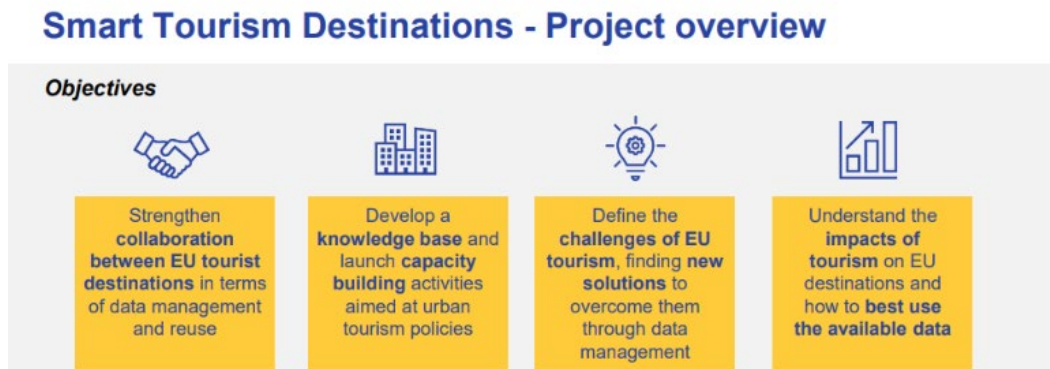 Smart Tourism Destinations - Project overview
Objectives
Strengthen
collaboration
between EU tourist
destinations in terms
of data management
and reuse
Develop a
knowledge base and
launch capacity
building activities
aimed at urban
tourism policies
Define the
challenges of EU
tourism, finding new
solutions to
overcome them
through data
management
Understand the
impacts of
tourism on EU
destinations and
how to best use
the available data